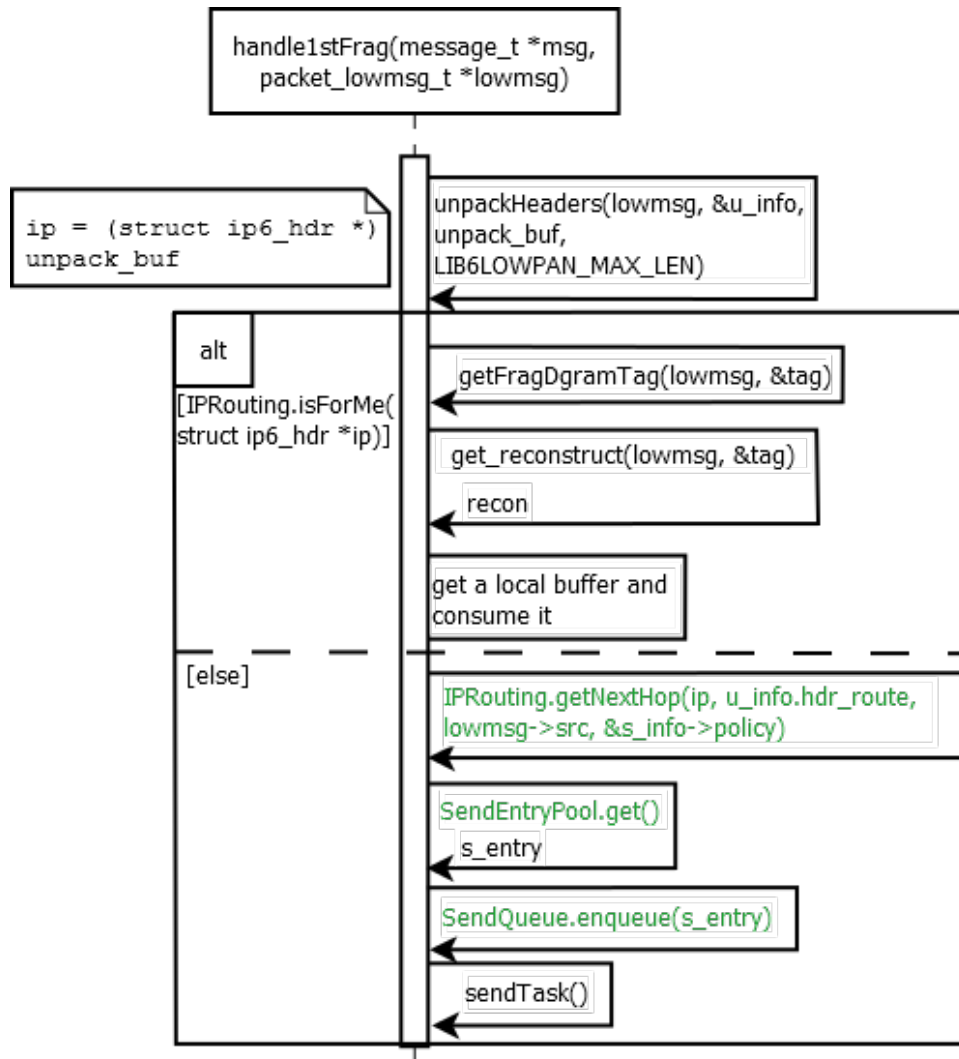 handle1stFrag(message_t *msg,
packet_lowmsg_t *lowmsg)
ip = (struct ip6_hdr *)
unpack_buf
unpackHeaders(lowmsg, &u_info,
unpack_buf,
LIB6LOWPAN_MAX_LEN)
alt
[IPRouting.isForMe(
struct ip6_hdr *ip)]
getFragDgramTag(lowmsg, &tag)
get_reconstruct(lowmsg, &tag)
recon
get a local buffer and
consume it
[else]
IPRouting.getNextHop(ip, u_info.hdr_route,
lowmsg->src, &s_info->policy)
SendEntryPool.get()
s_entry
SendQueue.enqueue(s_entry)
sendTask()